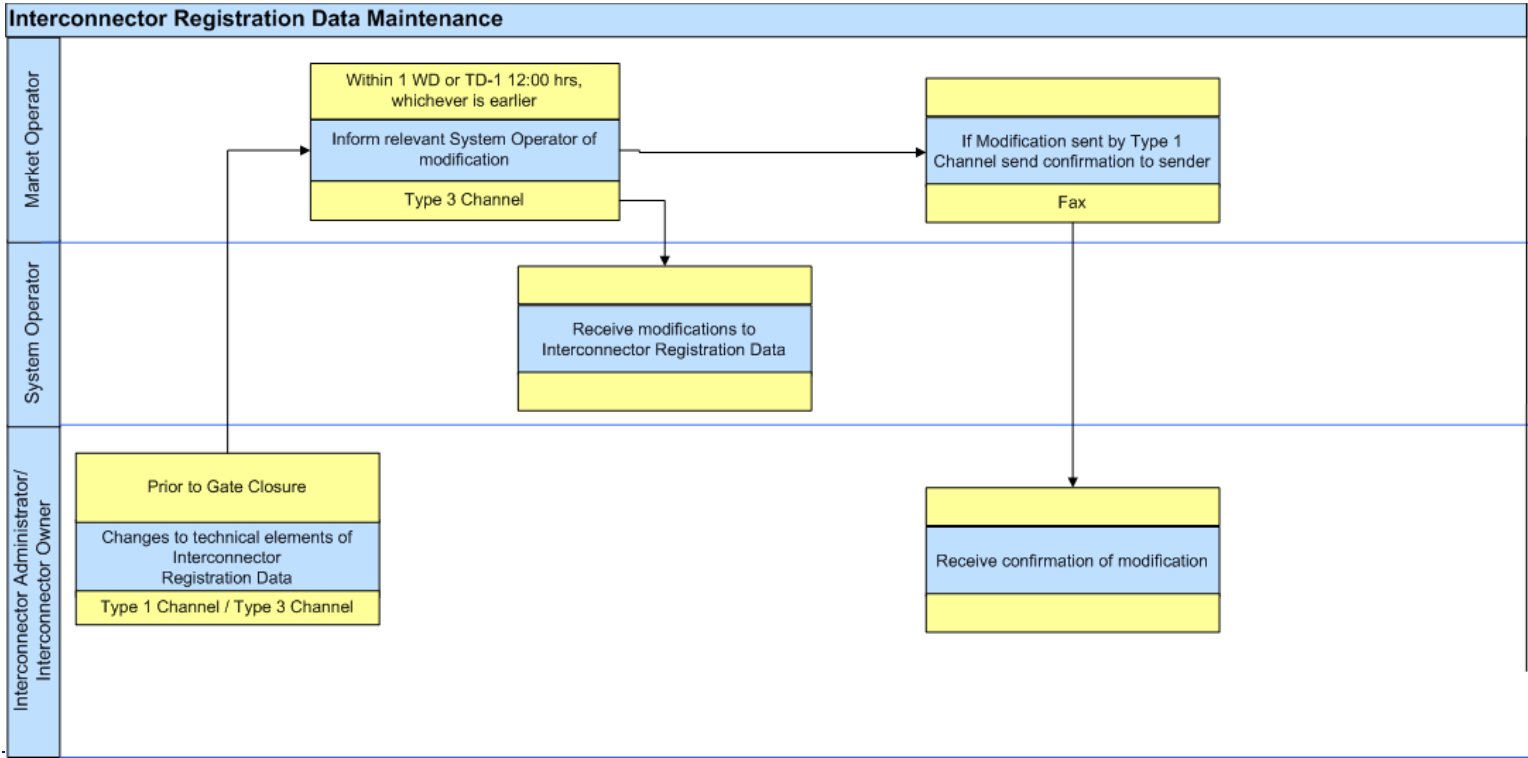 Interconnector Registration Data Maintenance
Market Operator
Within 1 WD or TD-1 12:00 hrs,
whichever is earlier
Inform relevant System Operator of
modification
Type 3 Channel
If Modification sent by Type 1
Channel send confirmation to sender
Fax
System Operator
Receive modifications to
Interconnector Registration Data
Interconnector Administrator/
Interconnector Owner
Prior to Gate Closure
Changes to technical elements of
Interconnector
Registration Data
Type 1 Channel / Type 3 Channel
Receive confirmation of modification